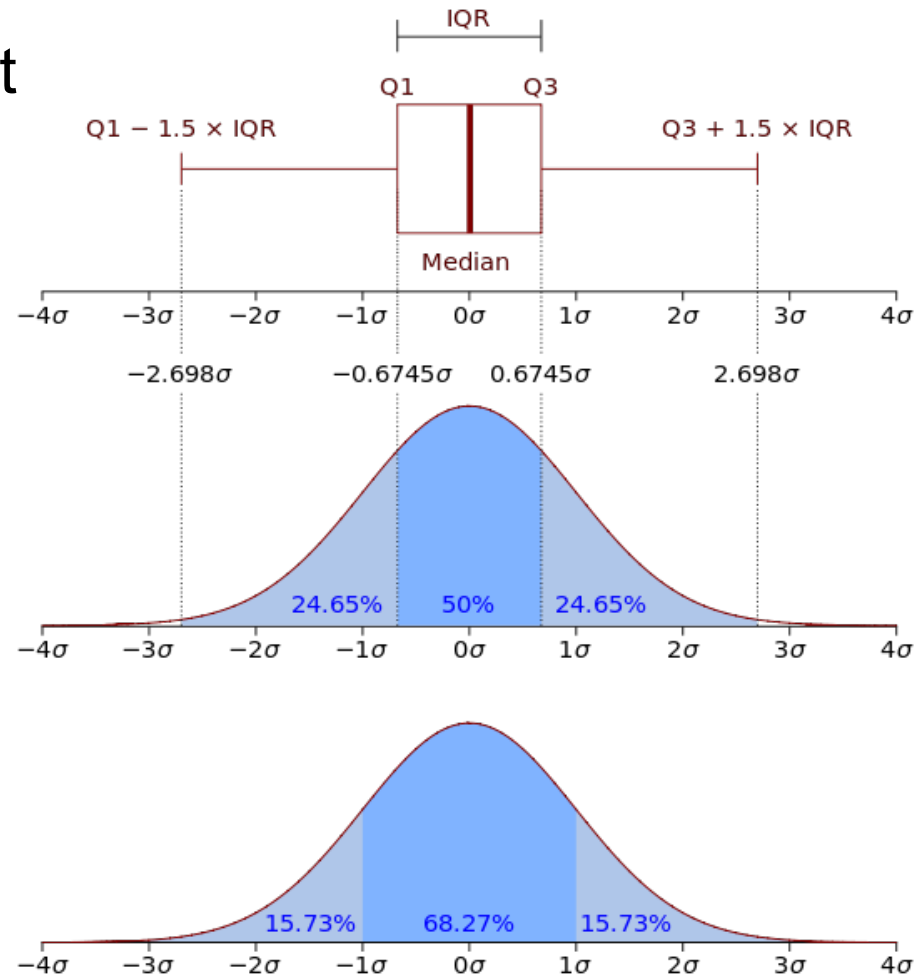 t
IQR
Q1 Q3
Q1 − 1.5 × IQR Q3 + 1.5 × IQR
Median
−4σ −3σ −2σ −1σ 0σ 1σ 2σ 3σ 4σ
−2.698σ −0.6745σ 0.6745σ 2.698σ
24.65% 50% 24.65%
−4σ −3σ −2σ −1σ 0σ 1σ 2σ 3σ 4σ
15.73% 68.27% 15.73%
−4σ −3σ −2σ −1σ 0σ 1σ 2σ 3σ 4σ